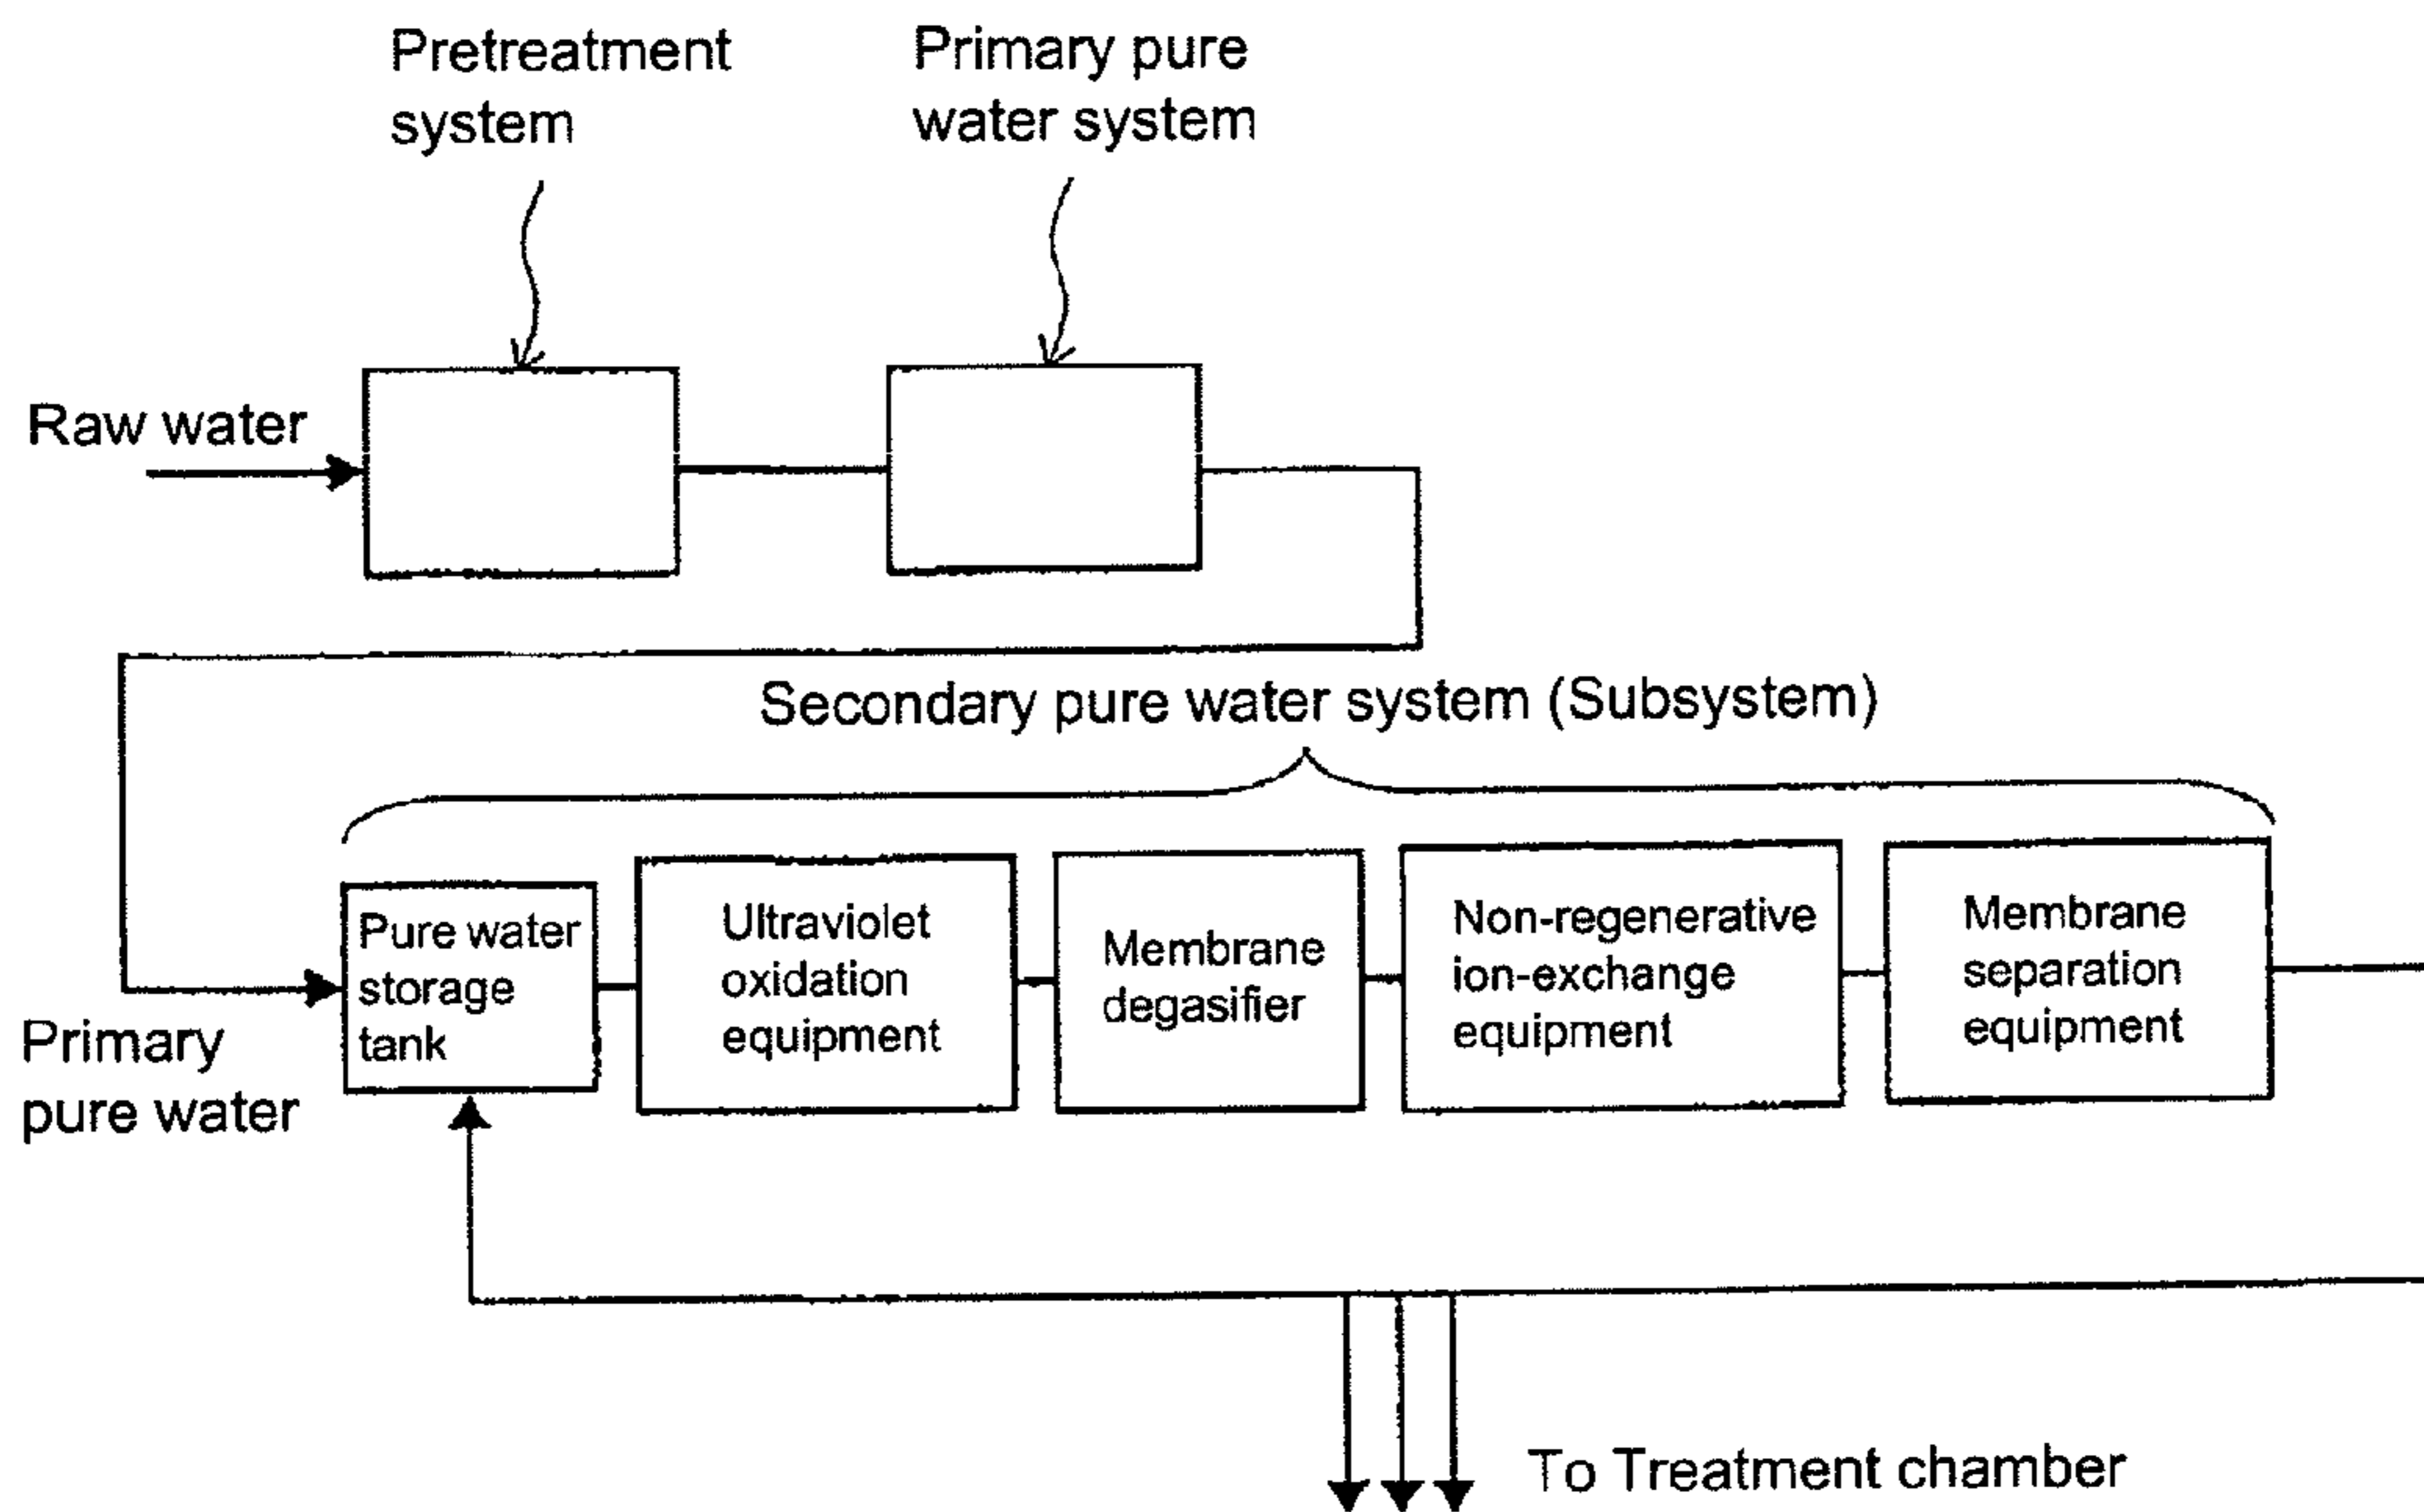 Pretreatment
system
Primary pure
water system
Raw water
Secondary pure water system (Subsystem)
Pure water
storage
tank
Ultraviolet
oxidation
equipment
Membrane
degasifier
Non-regenerative
ion-exchange
equipment
Membrane
separation
equipment
Primary
pure water
To Treatment chamber